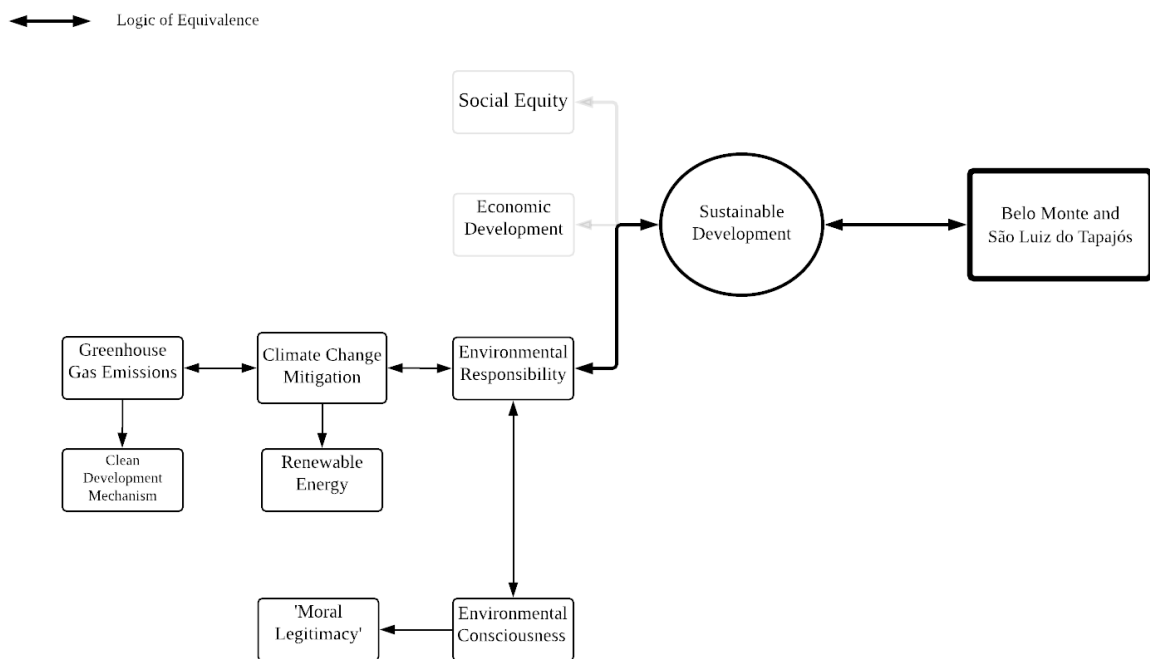 Logic of Equivalence
Social Equity
Economic
Development
Sustainable
Development
Belo Monte and
São Luiz do Tapajós
Greenhouse
Gas Emissions
Climate Change
Mitigation
Environmental
Responsibility
Clean
Development
Mechanism
Renewable
Energy
'Moral
Legitimacy'
Environmental
Consciousness